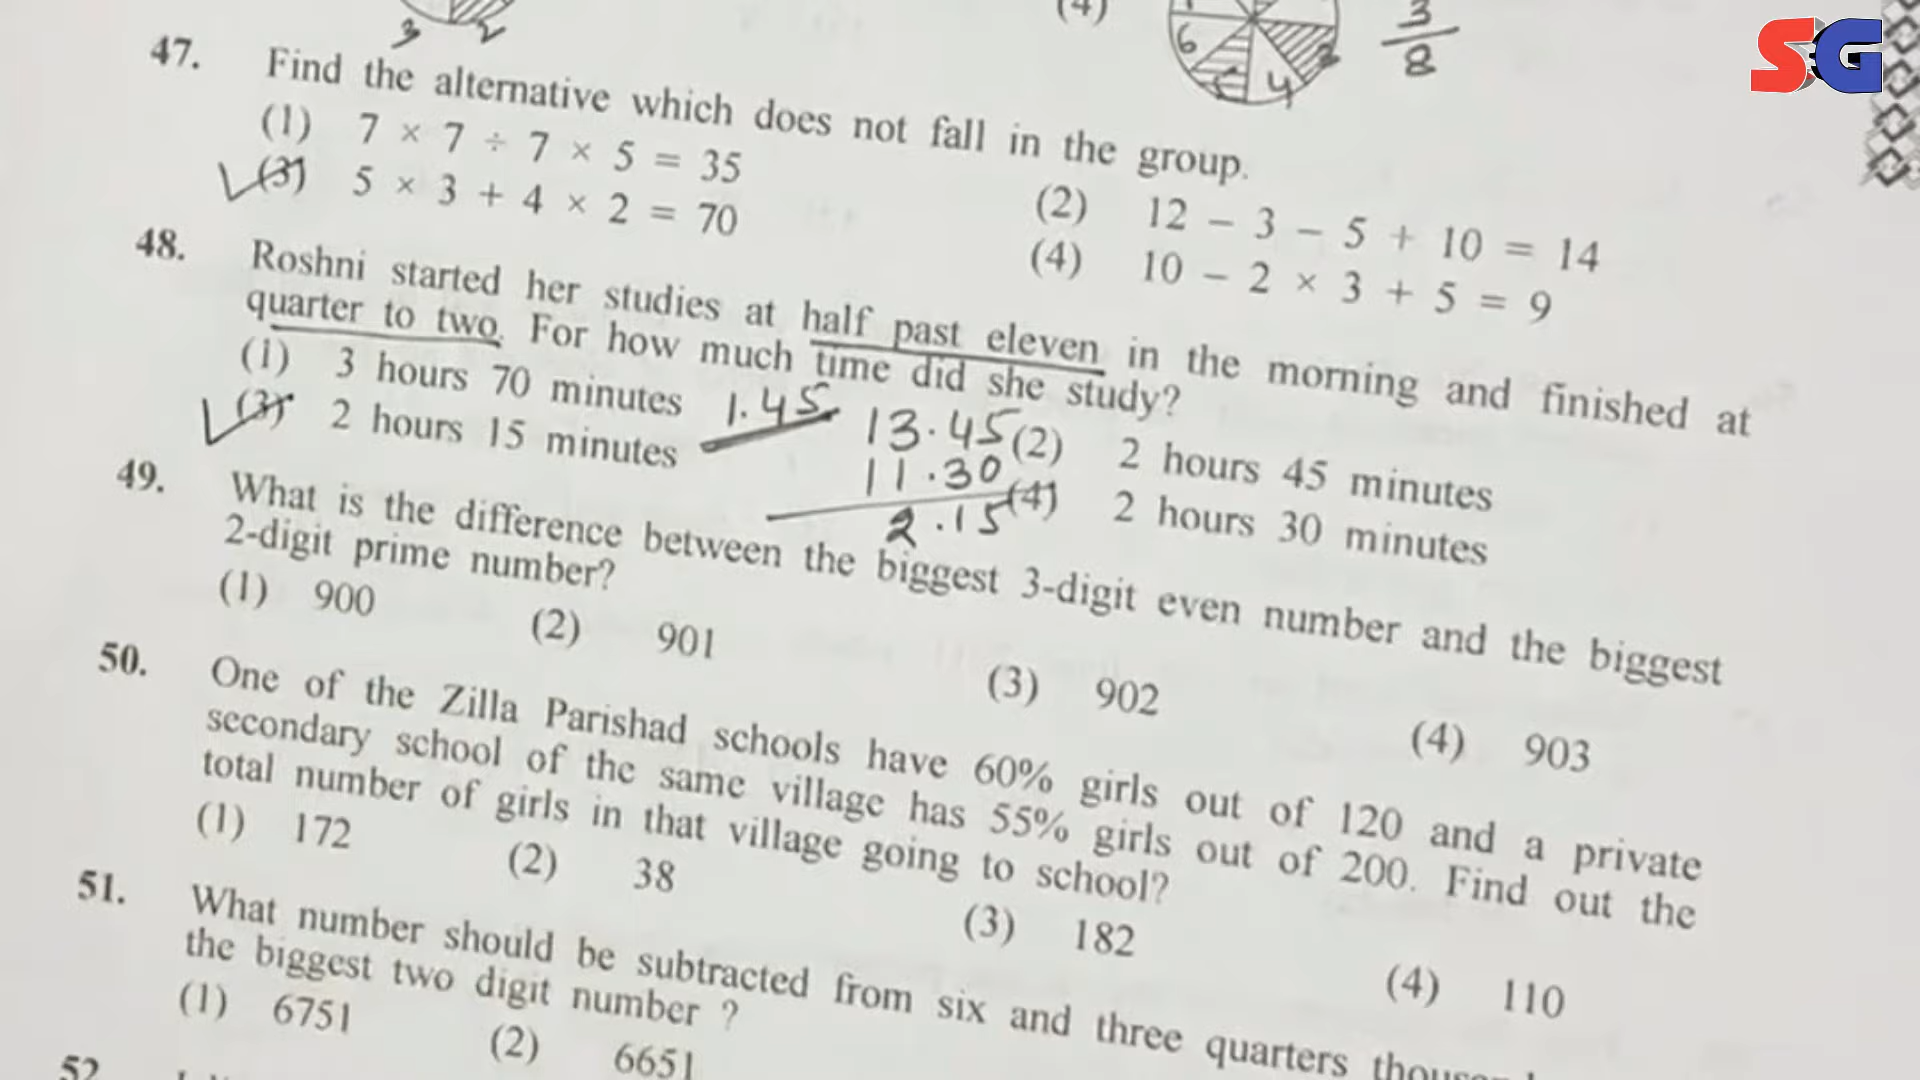 3 2
(4)
6 5 4 3
3/8
SG
47. Find the alternative which does not fall in the group.
(1) 7 × 7 ÷ 7 × 5 = 35
(2) 12 – 3 – 5 + 10 = 14
(3) 5 × 3 + 4 × 2 = 70
(4) 10 – 2 × 3 + 5 = 9
48. Roshni started her studies at half past eleven in the morning and finished at
quarter to two. For how much time did she study?
(1) 3 hours 70 minutes
1.45
13.45
(2) 2 hours 45 minutes
(3) 2 hours 15 minutes
11.30
(4) 2 hours 30 minutes
2.15
49. What is the difference between the biggest 3-digit even number and the biggest
2-digit prime number?
(1) 900 (2) 901 (3) 902 (4) 903
50. One of the Zilla Parishad schools have 60% girls out of 120 and a private
secondary school of the same village has 55% girls out of 200. Find out the
total number of girls in that village going to school?
(1) 172 (2) 38 (3) 182 (4) 110
51. What number should be subtracted from six and three quarters
the biggest two digit number ?
(1) 6751 (2) 6651
52